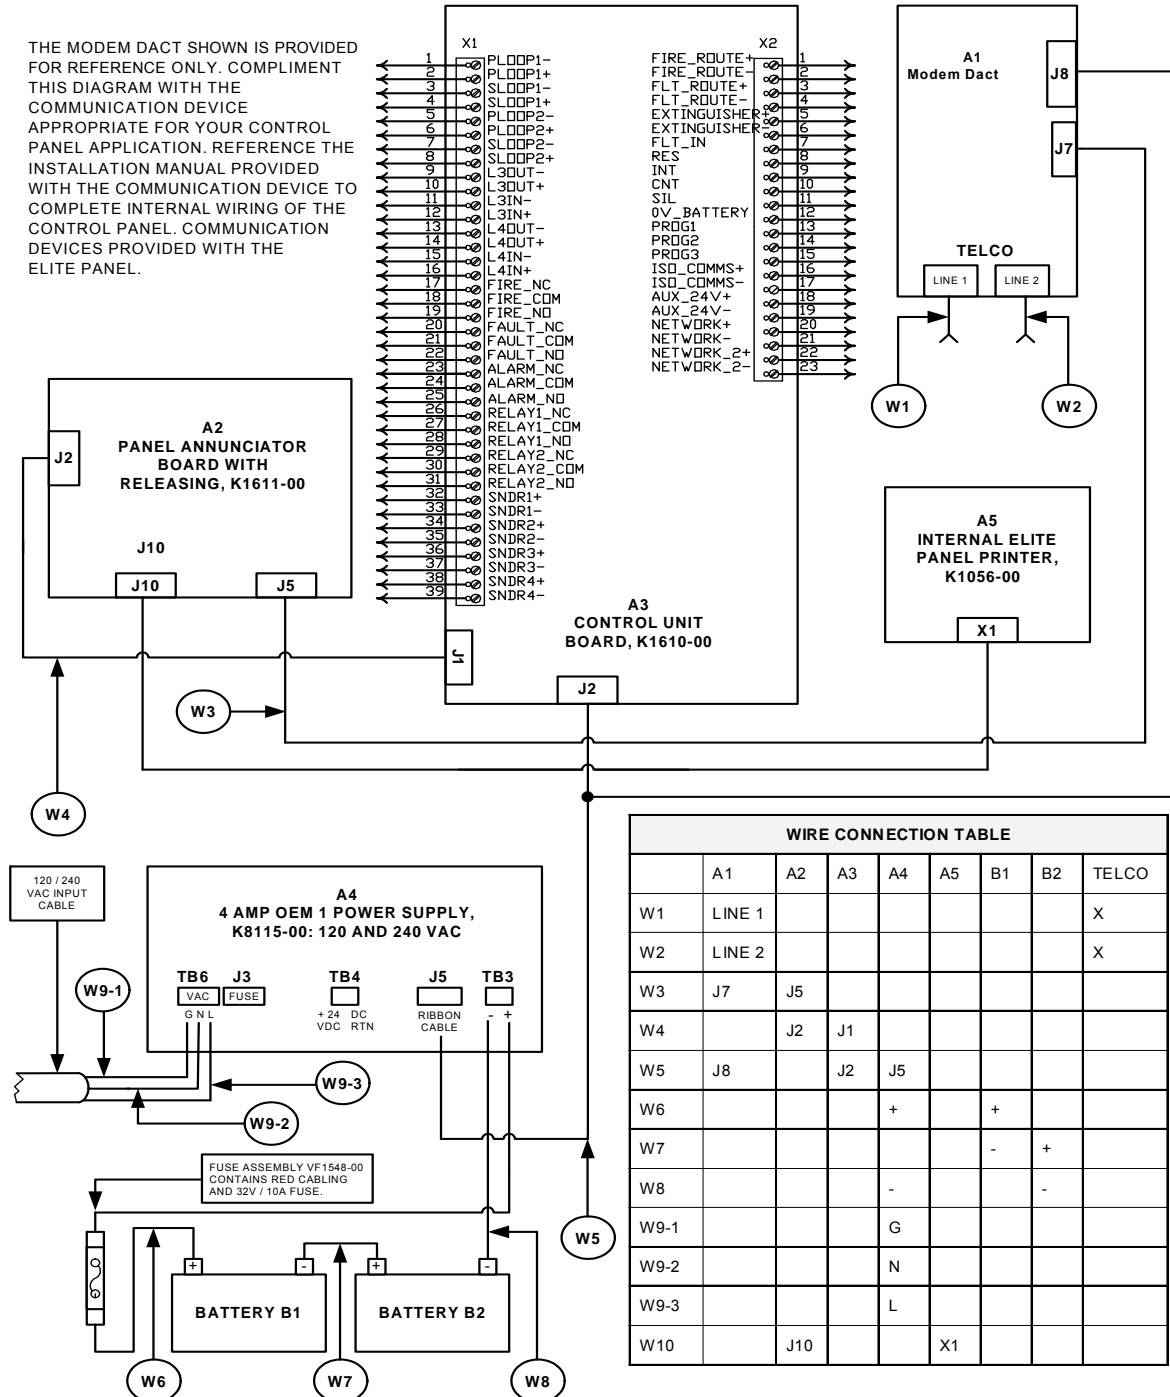 THE MODEM DACT SHOWN IS PROVIDED
FOR REFERENCE ONLY. COMPLIMENT
THIS DIAGRAM WITH THE
COMMUNICATION DEVICE
APPROPRIATE FOR YOUR CONTROL
PANEL APPLICATION. REFERENCE THE
INSTALLATION MANUAL PROVIDED
WITH THE COMMUNICATION DEVICE TO
COMPLETE INTERNAL WIRING OF THE
CONTROL PANEL. COMMUNICATION
DEVICES PROVIDED WITH THE
ELITE PANEL.
X1
1 PLOOP1-
2 PLOOP1+
3 SLOOP1-
4 SLOOP1+
5 PLOOP2-
6 PLOOP2+
7 SLOOP2-
8 SLOOP2+
9 L3OUT-
10 L3OUT+
11 L3IN-
12 L3IN+
13 L4OUT-
14 L4OUT+
15 L4IN-
16 L4IN+
17 FIRE_NC
18 FIRE_COM
19 FIRE_NO
20 FAULT_NC
21 FAULT_COM
22 FAULT_NO
23 ALARM_NC
24 ALARM_COM
25 ALARM_NO
26 RELAY1_NC
27 RELAY1_COM
28 RELAY1_NO
29 RELAY2_NC
30 RELAY2_COM
31 RELAY2_NO
32 SNDR1+
33 SNDR1-
34 SNDR2+
35 SNDR2-
36 SNDR3+
37 SNDR3-
38 SNDR4+
39 SNDR4-
X2
FIRE_ROUTE+ 1
FIRE_ROUTE- 2
FLT_ROUTE+ 3
FLT_ROUTE- 4
EXTINGUISHER+ 5
EXTINGUISHER- 6
FLT_IN 7
RES 8
INT 9
CNT 10
SIL 11
0V_BATTERY 12
PROG1 13
PROG2 14
PROG3 15
ISO_COMMS+ 16
ISO_COMMS- 17
AUX_24V+ 18
AUX_24V- 19
NETWORK+ 20
NETWORK- 21
NETWORK_2+ 22
NETWORK_2- 23
A3
CONTROL UNIT
BOARD, K1610-00
J1
J2
A1
Modem Dact
J8
J7
TELCO
LINE 1 LINE 2
W1 W2
A2
PANEL ANNUNCIATOR
BOARD WITH
RELEASING, K1611-00
J2
J10
J10 J5
A5
INTERNAL ELITE
PANEL PRINTER,
K1056-00
X1
W3
W4
120 / 240
VAC INPUT
CABLE
A4
4 AMP OEM 1 POWER SUPPLY,
K8115-00: 120 AND 240 VAC
TB6 J3 TB4 J5 TB3
VAC FUSE
G N L
+ 24 DC
VDC RTN
RIBBON
CABLE
- +
W9-1
W9-3
W9-2
FUSE ASSEMBLY VF1548-00
CONTAINS RED CABLING
AND 32V / 10A FUSE.
W5
+ - + -
BATTERY B1 BATTERY B2
W6 W7 W8
WIRE CONNECTION TABLE
A1 A2 A3 A4 A5 B1 B2 TELCO
W1 LINE 1 X
W2 LINE 2 X
W3 J7 J5
W4 J2 J1
W5 J8 J2 J5
W6 + +
W7 - +
W8 - -
W9-1 G
W9-2 N
W9-3 L
W10 J10 X1